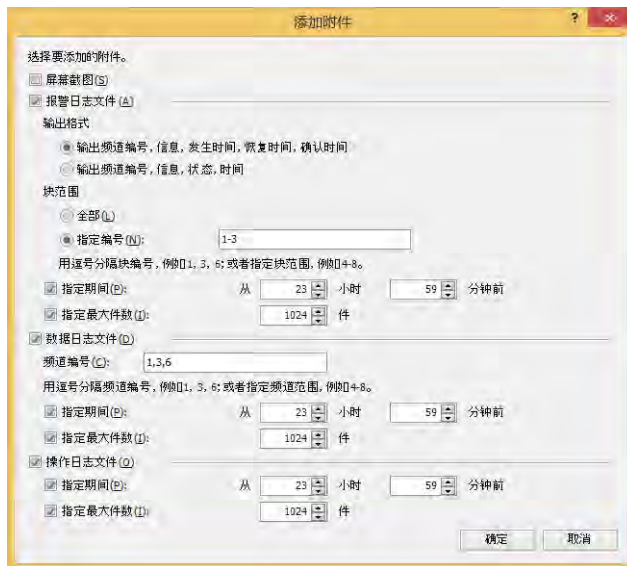 添加附件
?
选择要添加的附件。
屏幕截图(S)
报警日志文件(A)
输出格式
输出频道编号,信息,发生时间,恢复时间,确认时间
输出频道编号,信息,状态,时间
块范围
全部(L)
指定编号(N): 1-3
用逗号分隔块编号,例如1, 3, 6;或者指定块范围,例如4-8。
指定期间(P): 从 23 小时 59 分钟前
指定最大件数(I): 1024 件
数据日志文件(D)
频道编号(C): 1,3,6
用逗号分隔频道编号,例如1, 3, 6;或者指定频道范围,例如4-8。
指定期间(P): 从 23 小时 59 分钟前
指定最大件数(I): 1024 件
操作日志文件(O)
指定期间(P): 从 23 小时 59 分钟前
指定最大件数(I): 1024 件
确定 取消